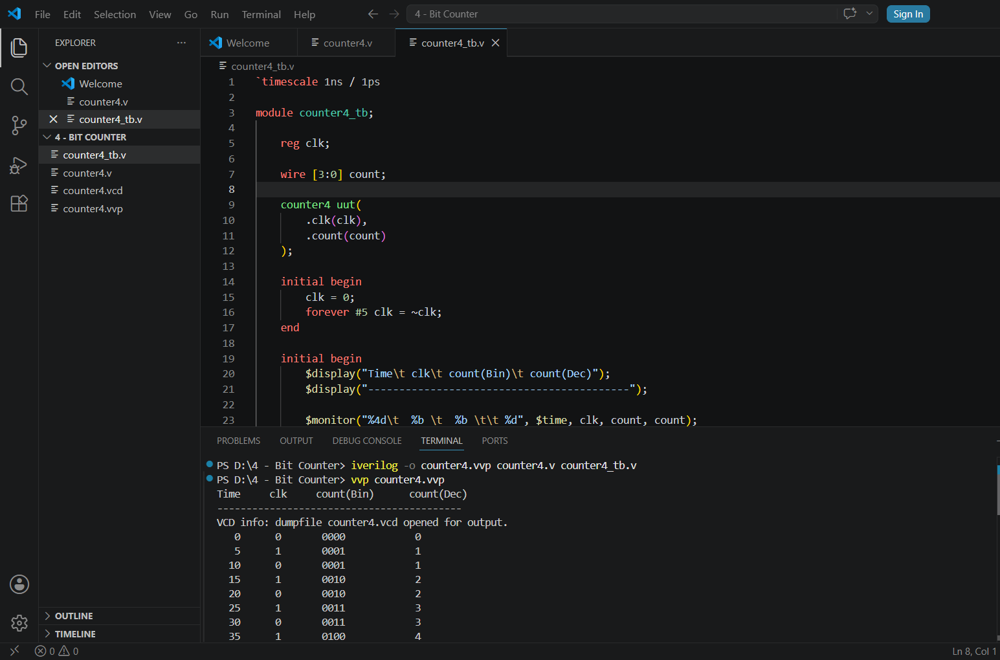 File Edit Selection View Go Run Terminal Help
4 - Bit Counter
Sign In
EXPLORER
OPEN EDITORS
Welcome
counter4.v
counter4_tb.v
4 - BIT COUNTER
counter4_tb.v
counter4.v
counter4.vcd
counter4.vvp
OUTLINE
TIMELINE
Welcome counter4.v counter4_tb.v
counter4_tb.v
1 `timescale 1ns / 1ps
2
3 module counter4_tb;
4
5 reg clk;
6
7 wire [3:0] count;
8
9 counter4 uut(
10 .clk(clk),
11 .count(count)
12 );
13
14 initial begin
15 clk = 0;
16 forever #5 clk = ~clk;
17 end
18
19 initial begin
20 $display("Time\t clk\t count(Bin)\t count(Dec)");
21 $display("------------------------------------------");
22
23 $monitor("%4d\t  %b \t  %b \t\t %d", $time, clk, count, count);
PROBLEMS OUTPUT DEBUG CONSOLE TERMINAL PORTS
PS D:\4 - Bit Counter> iverilog -o counter4.vvp counter4.v counter4_tb.v
PS D:\4 - Bit Counter> vvp counter4.vvp
Time clk count(Bin) count(Dec)
------------------------------------------
VCD info: dumpfile counter4.vcd opened for output.
0 0 0000 0
5 1 0001 1
10 0 0001 1
15 1 0010 2
20 0 0010 2
25 1 0011 3
30 0 0011 3
35 1 0100 4
0 0
Ln 8, Col 1